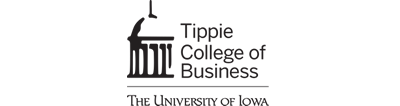 Tippie
College of
Business
THE UNIVERSITY OF IOWA